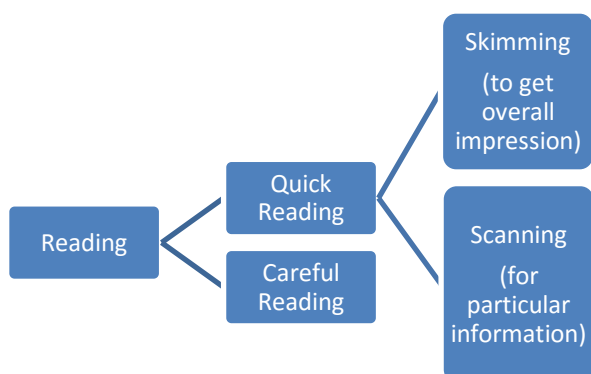 Reading
Quick
Reading
Careful
Reading
Skimming
(to get
overall
impression)
Scanning
(for
particular
information)